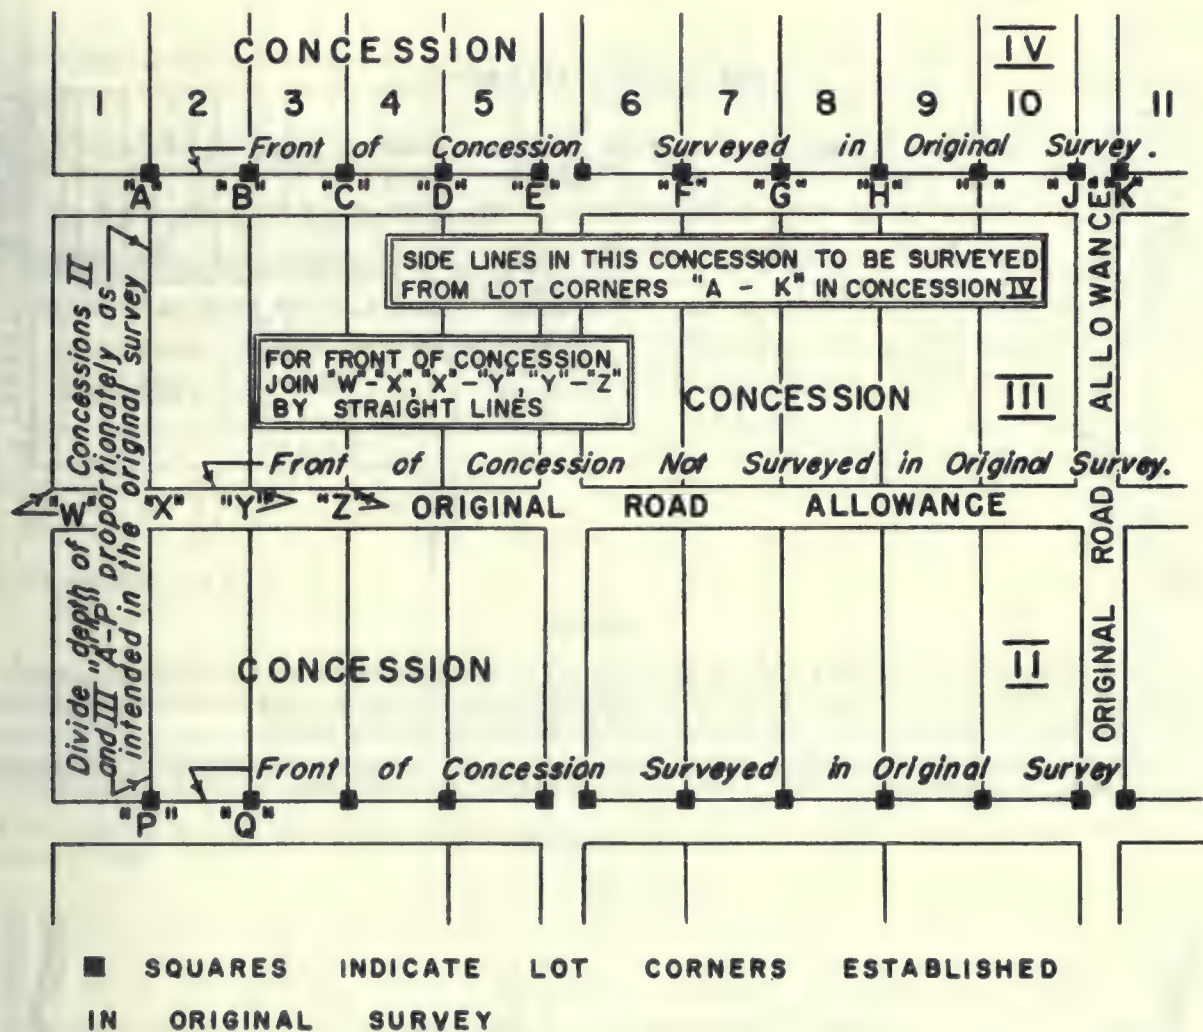 CONCESSION IV
1 2 3 4 5 6 7 8 9 10 11
Front of Concession Surveyed in Original Survey.
"A" "B" "C" "D" "E" "F" "G" "H" "I" "J" "K"
SIDE LINES IN THIS CONCESSION TO BE SURVEYED
FROM LOT CORNERS "A - K" IN CONCESSION IV
FOR FRONT OF CONCESSION
JOIN "W"-"X", "X"-"Y", "Y"-"Z"
BY STRAIGHT LINES
CONCESSION III
Front of Concession Not Surveyed in Original Survey.
"W" "X" "Y" "Z" ORIGINAL ROAD ALLOWANCE
Divide "depth of Concessions II
and III "A-P" proportionately as
intended in the original survey
ORIGINAL ROAD ALLOWANCE
CONCESSION II
Front of Concession Surveyed in Original Survey
"P" "Q"
SQUARES INDICATE LOT CORNERS ESTABLISHED
IN ORIGINAL SURVEY